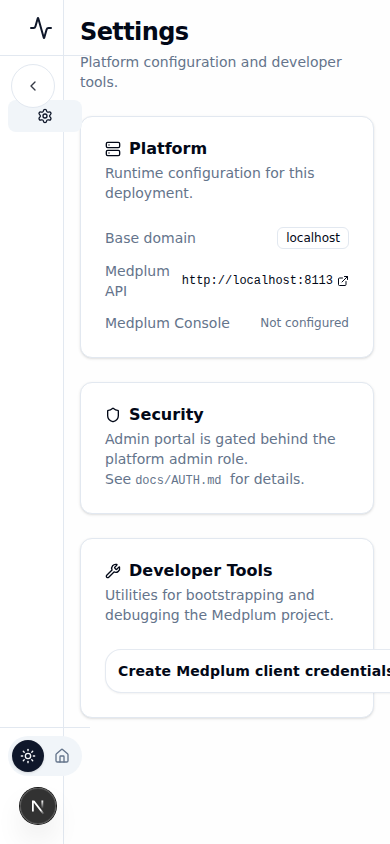 Settings
Platform configuration and developer
tools.
Platform
Runtime configuration for this
deployment.
Base domain
localhost
Medplum
API
http://localhost:8113
Medplum Console
Not configured
Security
Admin portal is gated behind the
platform admin role.
See docs/AUTH.md for details.
Developer Tools
Utilities for bootstrapping and
debugging the Medplum project.
Create Medplum client credentials
N